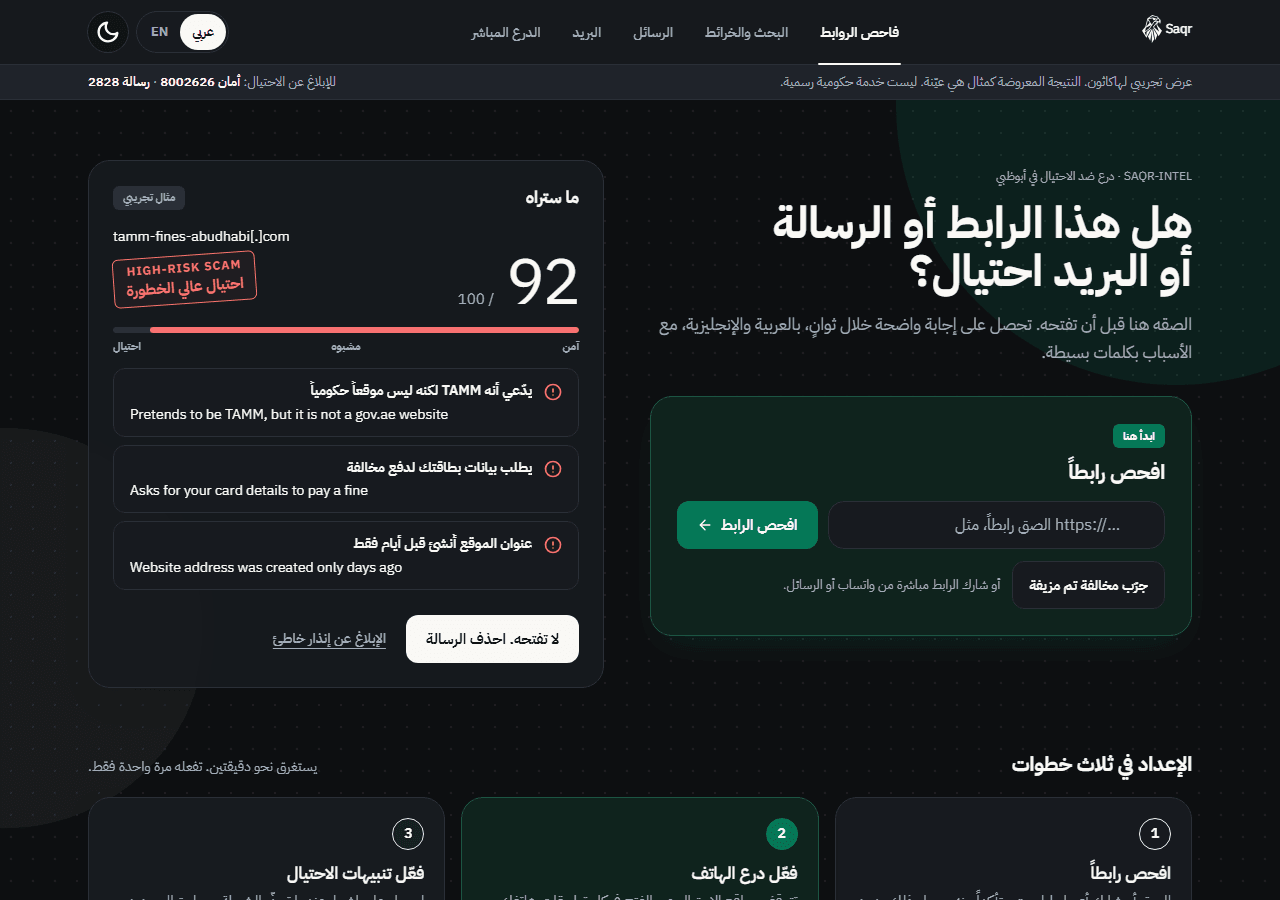 Saqr
فاحص الروابط
البحث والخرائط
الرسائل
البريد
الدرع المباشر
عربي
EN
عرض تجريبي لهاكاثون. النتيجة المعروضة كمثال هي عيّنة. ليست خدمة حكومية رسمية.
للإبلاغ عن الاحتيال: أمان 8002626 · رسالة 2828
SAQR-INTEL · درع ضد الاحتيال في أبوظبي
هل هذا الرابط أو الرسالة
أو البريد احتيال؟
الصقه هنا قبل أن تفتحه. تحصل على إجابة واضحة خلال ثوانٍ، بالعربية والإنجليزية، مع
الأسباب بكلمات بسيطة.
ابدأ هنا
افحص رابطاً
الصق رابطاً، مثل https://...
افحص الرابط ←
جرّب مخالفة تم مزيفة
أو شارك الرابط مباشرة من واتساب أو الرسائل.
ما ستراه
مثال تجريبي
tamm-fines-abudhabi[.]com
92
/ 100
HIGH-RISK SCAM
احتيال عالي الخطورة
آمن
مشبوه
احتيال
يدّعي أنه TAMM لكنه ليس موقعاً حكومياً
Pretends to be TAMM, but it is not a gov.ae website
يطلب بيانات بطاقتك لدفع مخالفة
Asks for your card details to pay a fine
عنوان الموقع أُنشئ قبل أيام فقط
Website address was created only days ago
لا تفتحه. احذف الرسالة
الإبلاغ عن إنذار خاطئ
الإعداد في ثلاث خطوات
يستغرق نحو دقيقتين. تفعله مرة واحدة فقط.
1
افحص رابطاً
2
فعّل درع الهاتف
3
فعّل تنبيهات الاحتيال